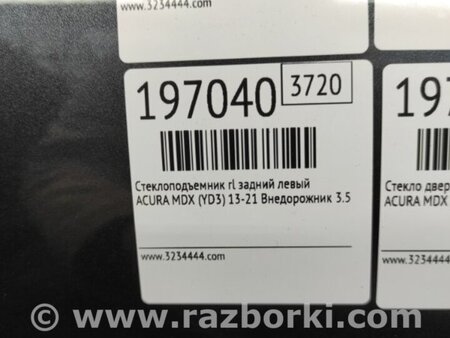 www.3234444.com
197040 3720
Стеклоподъемник rl задний левый
ACURA MDX (YD3) 13-21 Внедорожник 3.5
www.3234444.com
197
Стекло двер
ACURA MDX
www.3234444
© www.razborki.com